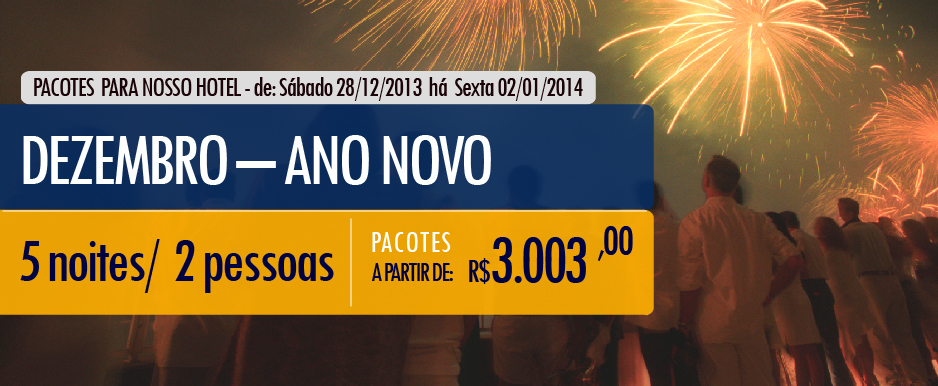 PACOTES PARA NOSSO HOTEL - de: Sábado 28/12/2013 há Sexta 02/01/2014
DEZEMBRO – ANO NOVO
5 noites/ 2 pessoas
PACOTES
A PARTIR DE: R$3.003,00